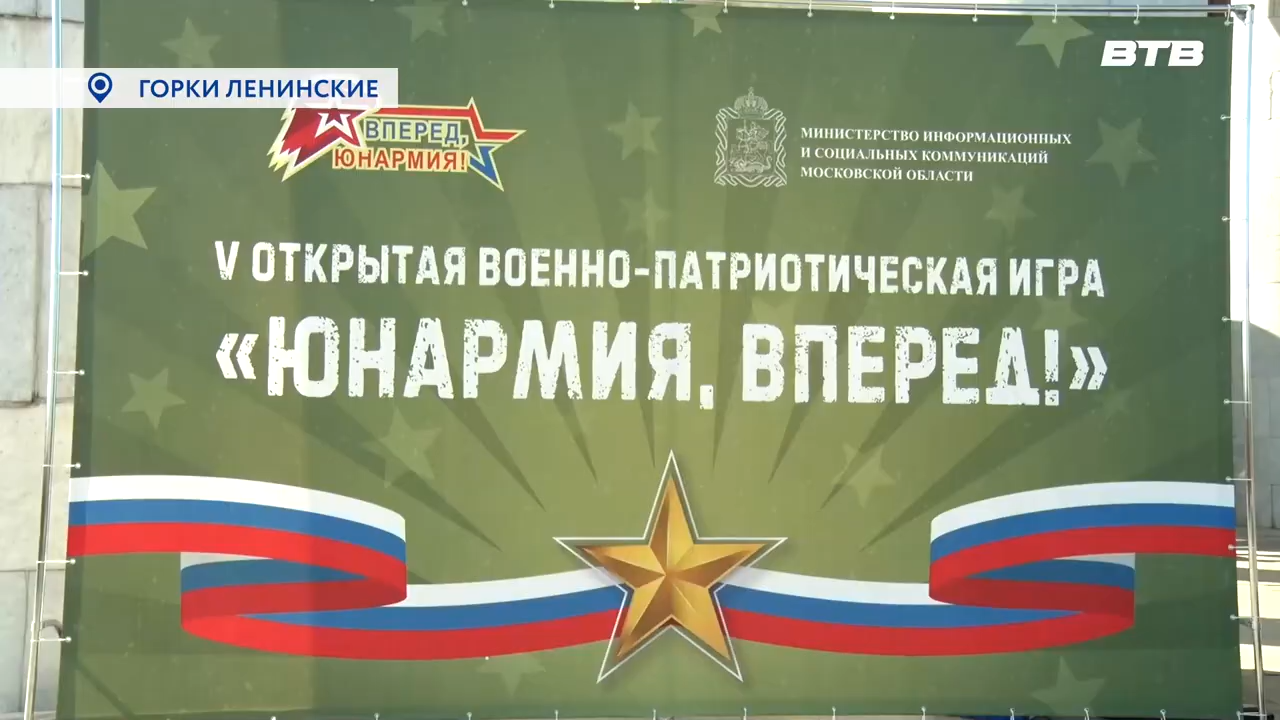 ВТВ
ГОРКИ ЛЕНИНСКИЕ
ВПЕРЕД,
ЮНАРМИЯ!
МИНИСТЕРСТВО ИНФОРМАЦИОННЫХ
И СОЦИАЛЬНЫХ КОММУНИКАЦИЙ
МОСКОВСКОЙ ОБЛАСТИ
V ОТКРЫТАЯ ВОЕННО-ПАТРИОТИЧЕСКАЯ ИГРА
«ЮНАРМИЯ, ВПЕРЕД!»